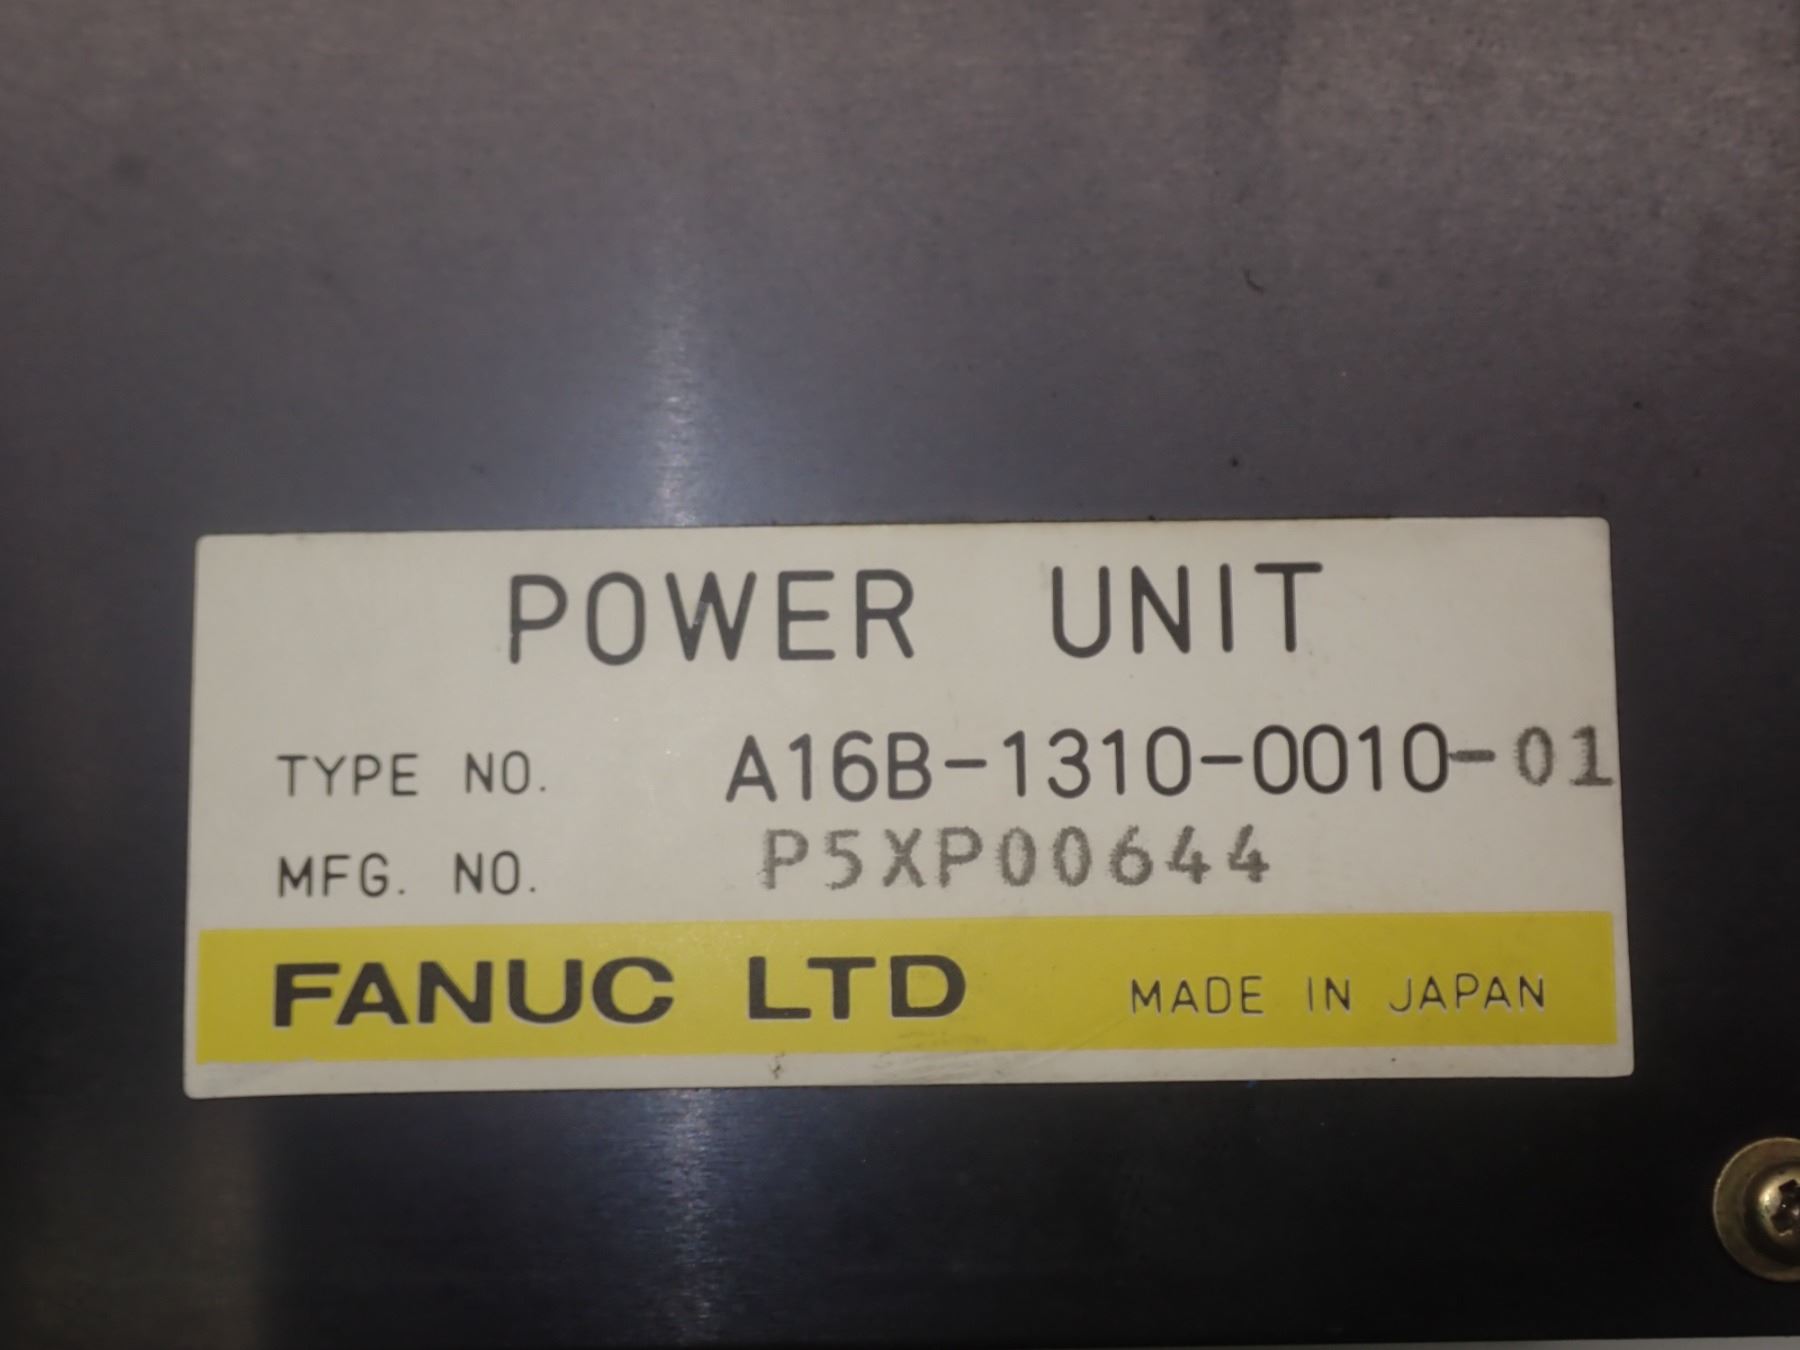 POWER UNIT
TYPE NO. A16B-1310-0010-01
MFG. NO. P5XP00644
FANUC LTD MADE IN JAPAN